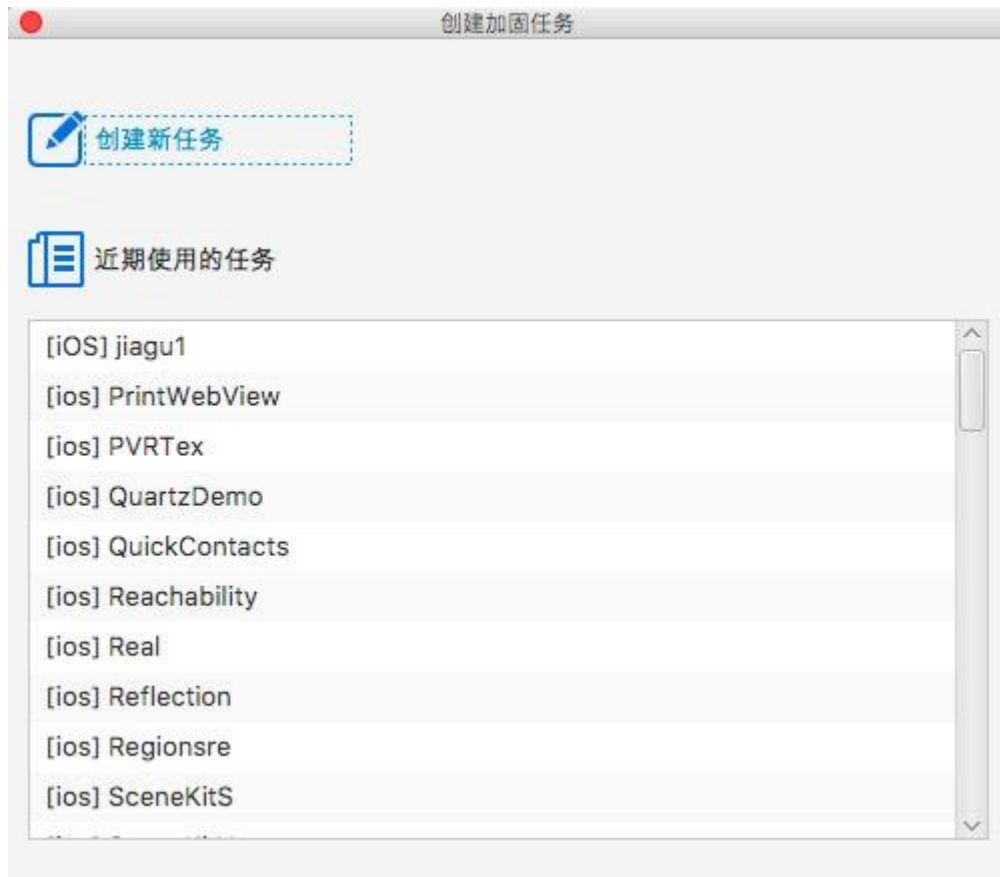 创建加固任务
创建新任务
近期使用的任务
[iOS] jiagu1
[ios] PrintWebView
[ios] PVRTex
[ios] QuartzDemo
[ios] QuickContacts
[ios] Reachability
[ios] Real
[ios] Reflection
[ios] Regionsre
[ios] SceneKitS